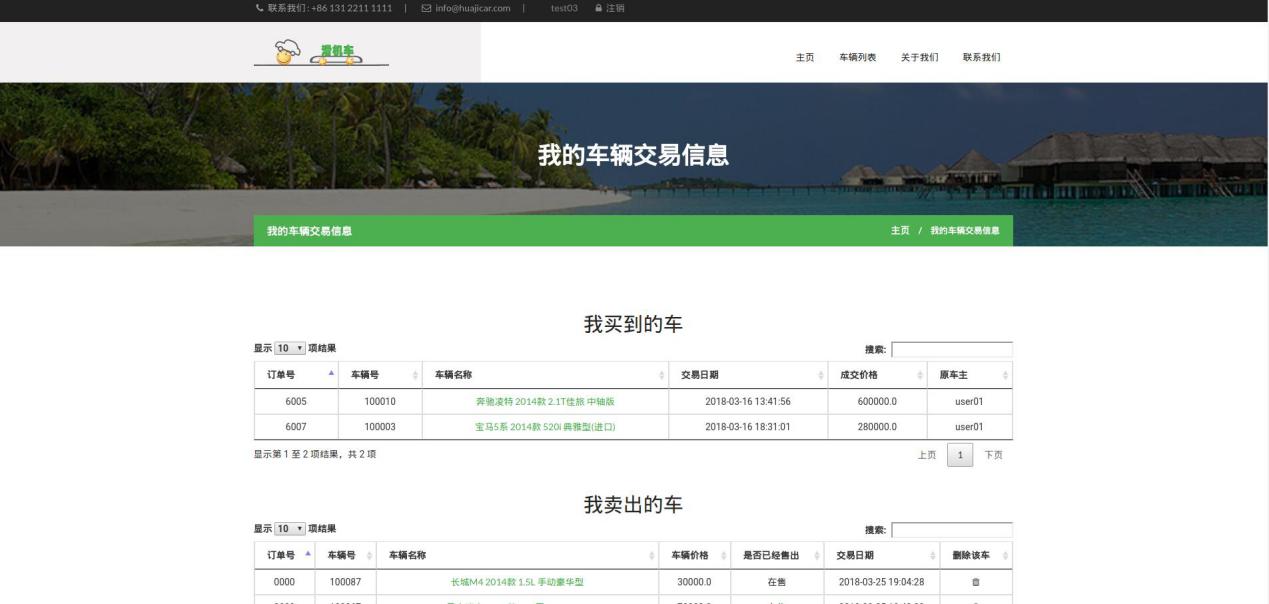 联系我们 : +86 131 2211 1111 | info@huajicar.com | test03 注销
滑机车
主页 车辆列表 关于我们 联系我们
我的车辆交易信息
我的车辆交易信息 主页 / 我的车辆交易信息
我买到的车
显示 10 项结果 搜索:
订单号 车辆号 车辆名称 交易日期 成交价格 原车主
6005 100010 奔驰凌特 2014款 2.1T佳旅 中轴版 2018-03-16 13:41:56 600000.0 user01
6007 100003 宝马5系 2014款 520i 典雅型(进口) 2018-03-16 18:31:01 280000.0 user01
显示第 1 至 2 项结果，共 2 项 上页 1 下页
我卖出的车
显示 10 项结果 搜索:
订单号 车辆号 车辆名称 车辆价格 是否已经售出 交易日期 删除该车
0000 100087 长城M4 2014款 1.5L 手动豪华型 30000.0 在售 2018-03-25 19:04:28